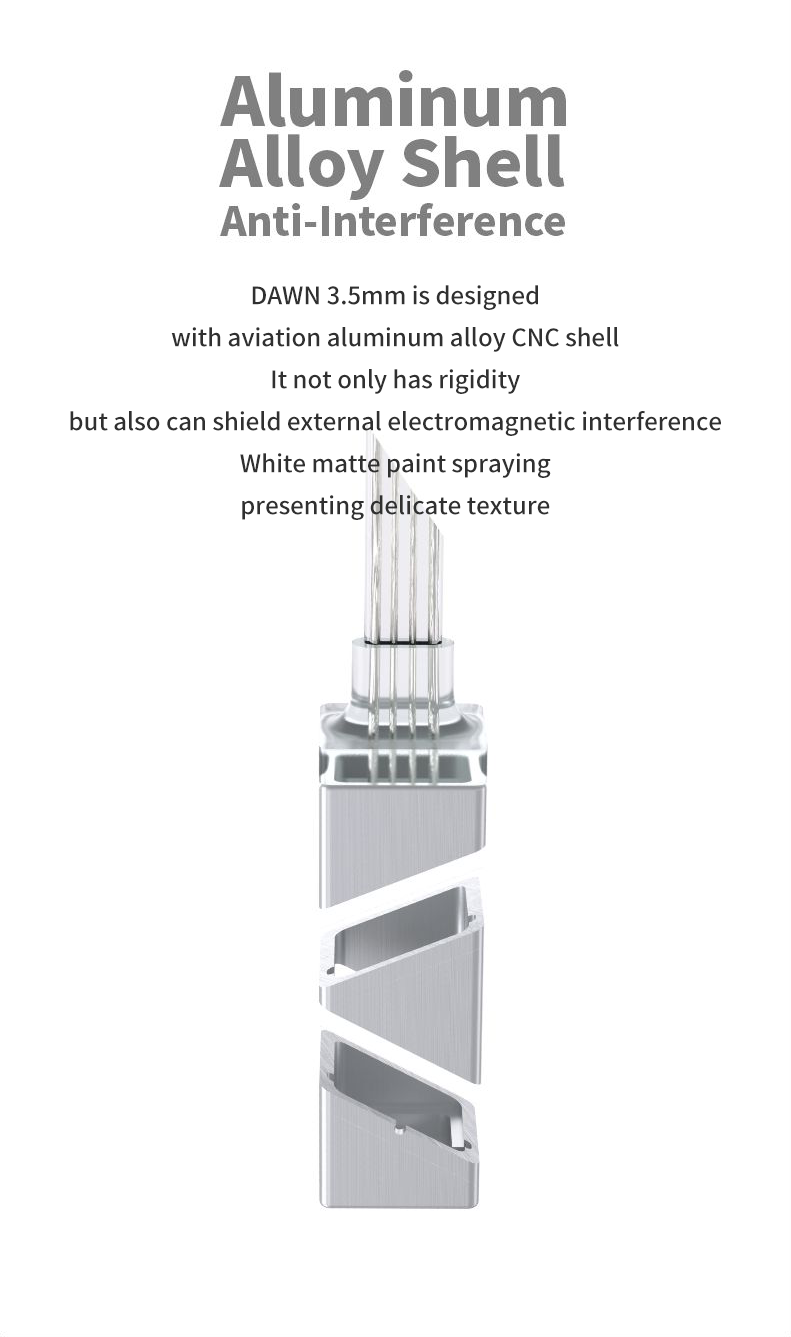 Aluminum
Alloy Shell
Anti-Interference
DAWN 3.5mm is designed
with aviation aluminum alloy CNC shell
It not only has rigidity
but also can shield external electromagnetic interference
White matte paint spraying
presenting delicate texture